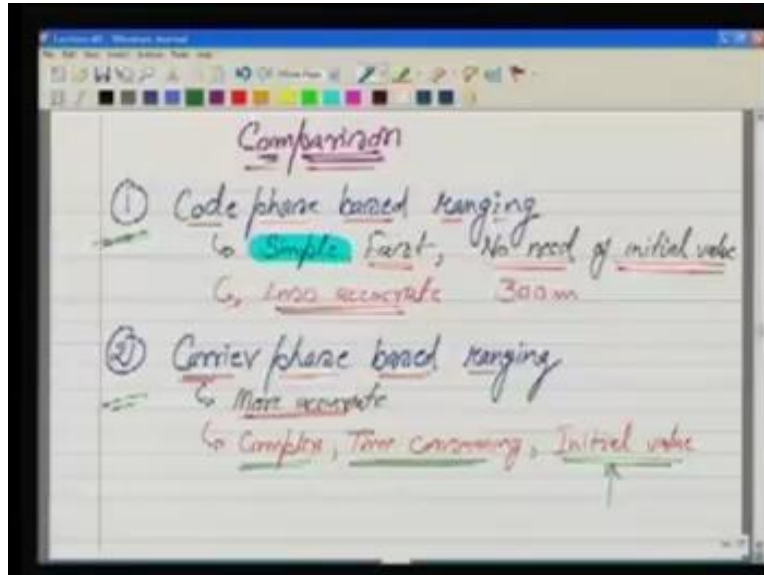 Comparison
① Code phase based ranging
↳ Simple Fast, No need of initial value
↳ Less accurate 300m
② Carrier phase based ranging
↳ More accurate
↳ Complex, Time consuming, Initial value